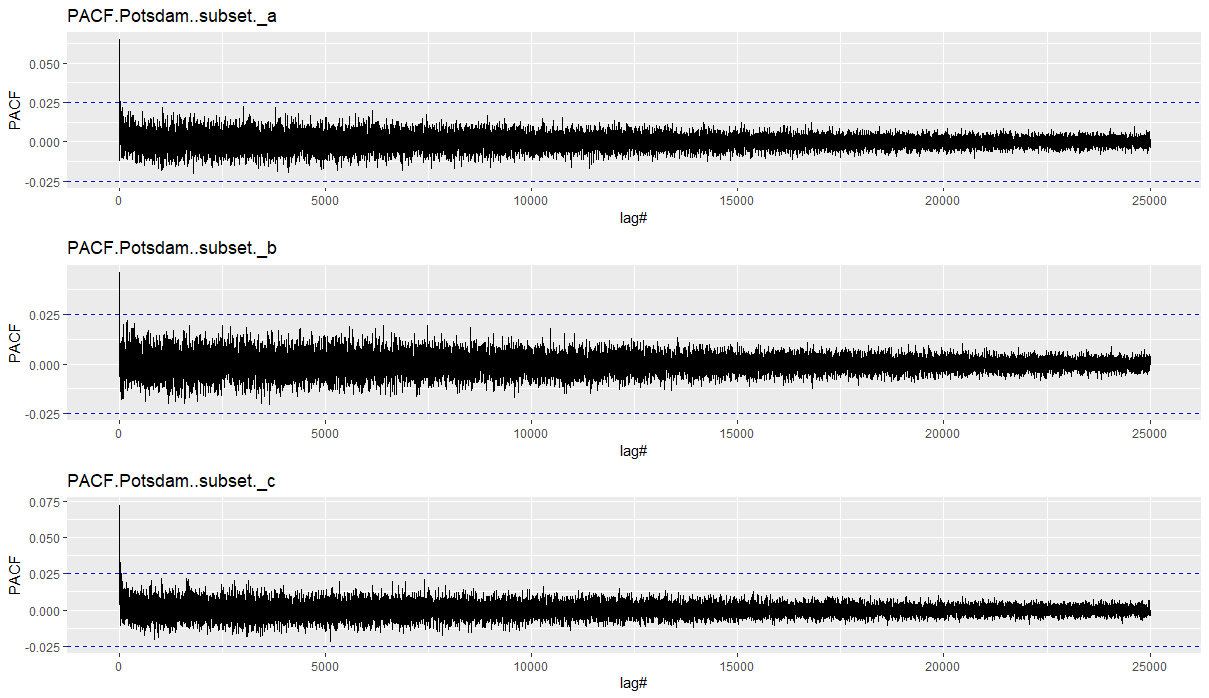 PACF.Potsdam..subset._a
PACF
0.050
0.025
0.000
-0.025
0 5000 10000 15000 20000 25000
lag#
PACF.Potsdam..subset._b
PACF
0.025
0.000
-0.025
0 5000 10000 15000 20000 25000
lag#
PACF.Potsdam..subset._c
PACF
0.075
0.050
0.025
0.000
-0.025
0 5000 10000 15000 20000 25000
lag#